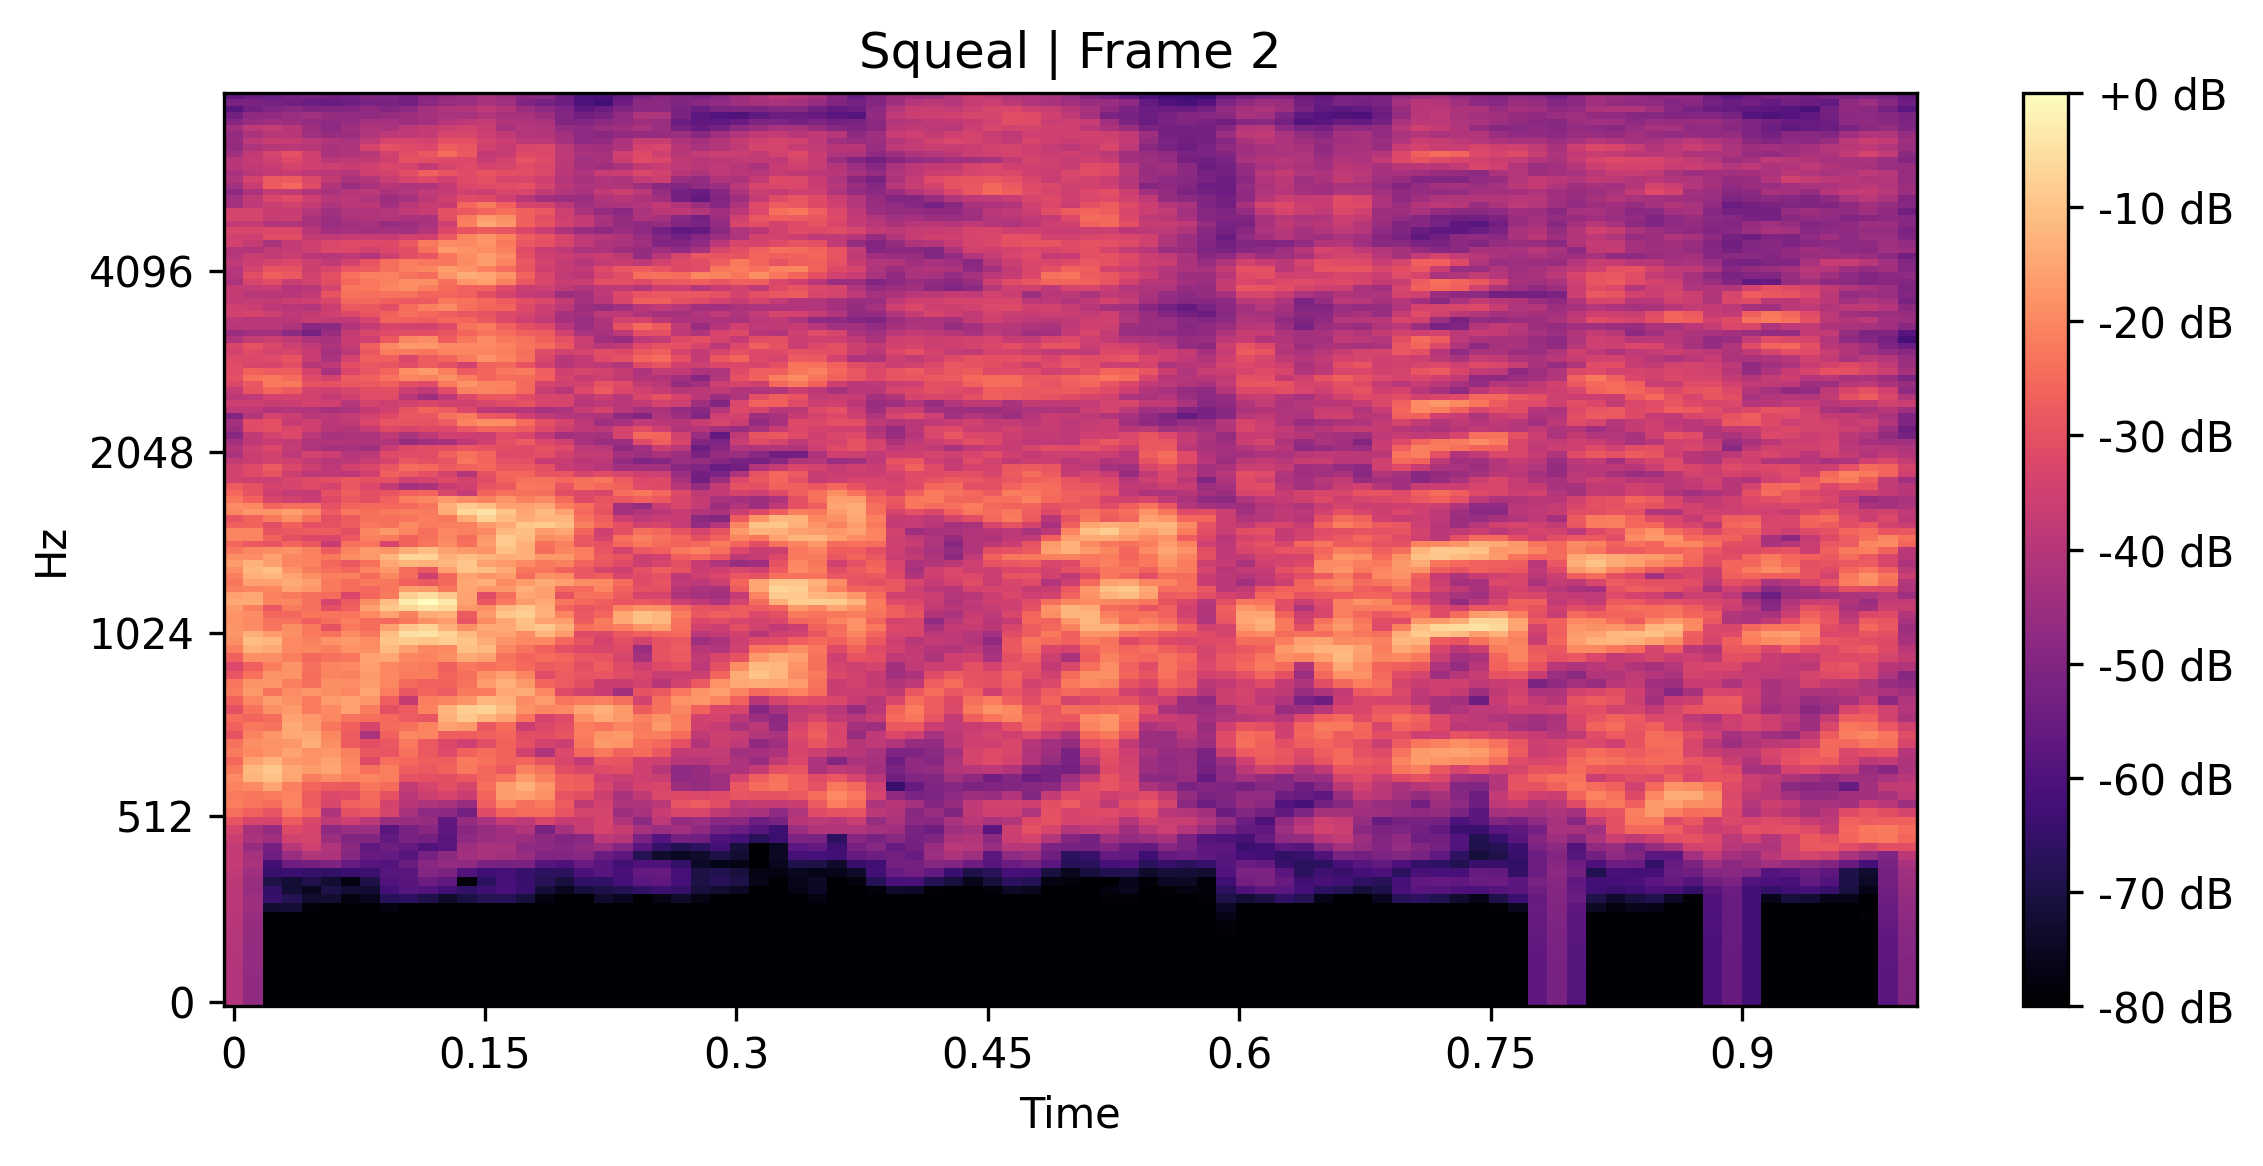 Squeal | Frame 2
+0 dB
-10 dB
-20 dB
-30 dB
-40 dB
-50 dB
-60 dB
-70 dB
-80 dB
Hz
4096
2048
1024
512
0
0 0.15 0.3 0.45 0.6 0.75 0.9
Time